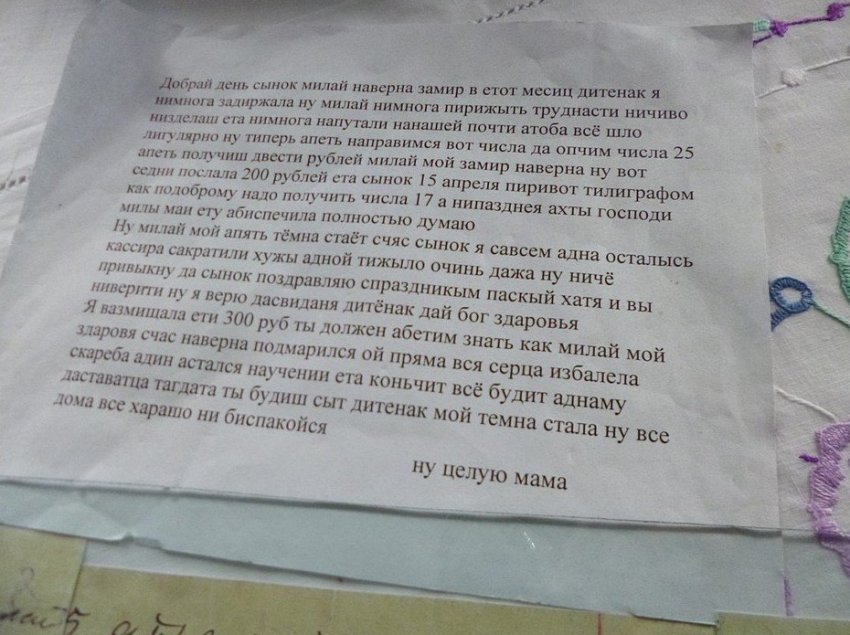 Добрай день сынок милай наверна замир в етот месиц дитенак я
нимнога задиржала ну милай нимнога пирижыть труднасти ничиво
низделаш ета нимнога напутали нанашей почти атоба всё шло
лигулярно ну типерь апеть направимся вот числа да опчим числа 25
апеть получиш двести рублей милай мой замир наверна ну вот
седни послала 200 рублей ета сынок 15 апреля пиривот тилиграфом
как подоброму надо получить числа 17 а нипазднея ахты господи
милы маи ету абиспечила полностью думаю
Ну милай мой апять тёмна стаёт счяс сынок я савсем адна осталысь
кассира сакратили хужы адной тижыло очинь дажа ну ничё
привыкну да сынок поздравляю спраздникым паскый хатя и вы
ниверити ну я верю дасвиданя дитёнак дай бог здаровья
Я вазмищала ети 300 руб ты должен абетим знать как милай мой
здаровя счас наверна подмарился ой пряма вся серца избалела
скареба адин астался научении ета коньчит всё будит аднаму
даставатца тагдата ты будиш сыт дитенак мой темна стала ну все
дома все харашо ни биспакойся
ну целую мама